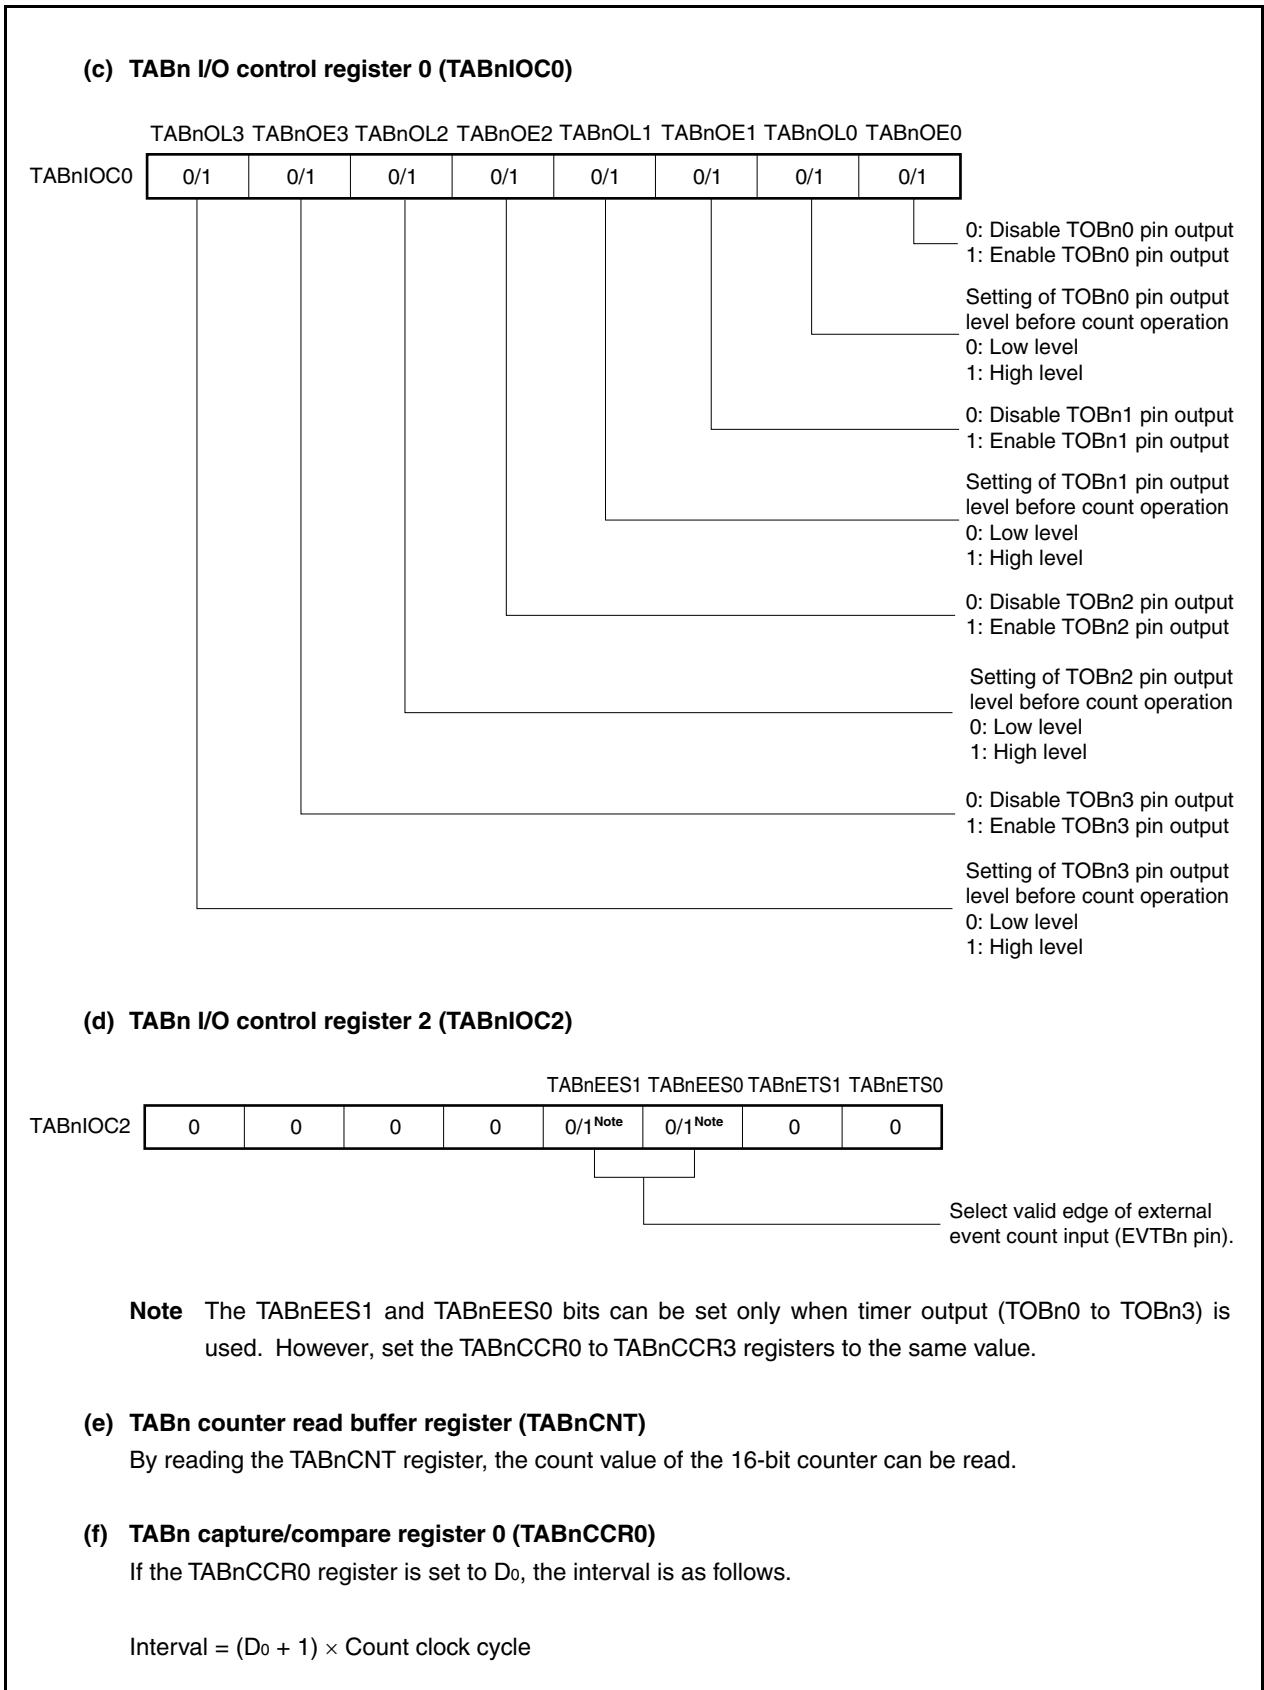 (c) TABn I/O control register 0 (TABnIOC0)
TABnOL3 TABnOE3 TABnOL2 TABnOE2 TABnOL1 TABnOE1 TABnOL0 TABnOE0
TABnIOC0 0/1 0/1 0/1 0/1 0/1 0/1 0/1 0/1
0: Disable TOBn0 pin output
1: Enable TOBn0 pin output
Setting of TOBn0 pin output
level before count operation
0: Low level
1: High level
0: Disable TOBn1 pin output
1: Enable TOBn1 pin output
Setting of TOBn1 pin output
level before count operation
0: Low level
1: High level
0: Disable TOBn2 pin output
1: Enable TOBn2 pin output
Setting of TOBn2 pin output
level before count operation
0: Low level
1: High level
0: Disable TOBn3 pin output
1: Enable TOBn3 pin output
Setting of TOBn3 pin output
level before count operation
0: Low level
1: High level
(d) TABn I/O control register 2 (TABnIOC2)
TABnEES1 TABnEES0 TABnETS1 TABnETS0
TABnIOC2 0 0 0 0 0/1Note 0/1Note 0 0
Select valid edge of external
event count input (EVTBn pin).
Note The TABnEES1 and TABnEES0 bits can be set only when timer output (TOBn0 to TOBn3) is
used. However, set the TABnCCR0 to TABnCCR3 registers to the same value.
(e) TABn counter read buffer register (TABnCNT)
By reading the TABnCNT register, the count value of the 16-bit counter can be read.
(f) TABn capture/compare register 0 (TABnCCR0)
If the TABnCCR0 register is set to D0, the interval is as follows.
Interval = (D0 + 1) × Count clock cycle